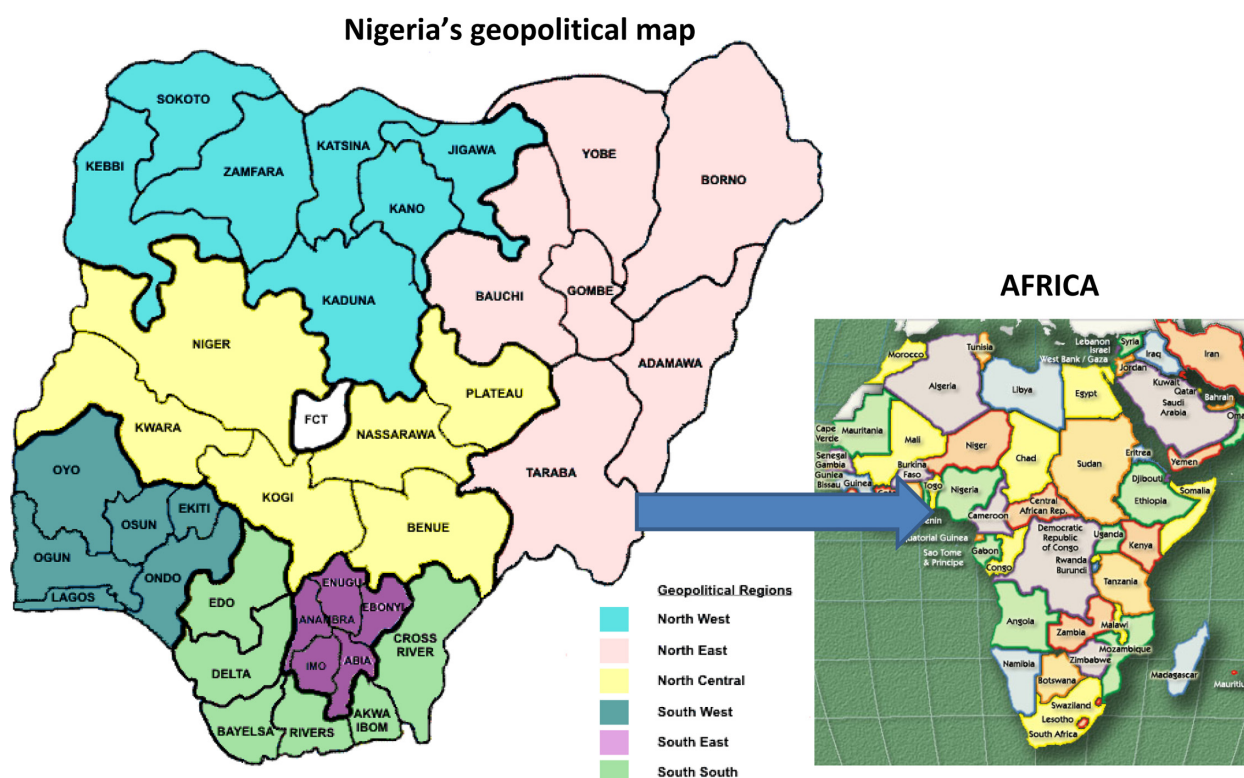 Nigeria's geopolitical map
SOKOTO
KEBBI
ZAMFARA
KATSINA
JIGAWA
KANO
KADUNA
YOBE
BORNO
BAUCHI
GOMBE
ADAMAWA
TARABA
NIGER
FCT
PLATEAU
NASSARAWA
KWARA
KOGI
BENUE
OYO
OSUN
EKITI
OGUN
ONDO
LAGOS
EDO
DELTA
BAYELSA
RIVERS
AKWA
IBOM
CROSS
RIVER
ENUGU
EBONYI
ANAMBRA
IMO
ABIA
Geopolitical Regions
North West
North East
North Central
South West
South East
South South
AFRICA
Morocco
Tunisia
Lebanon
Israel
West Bank / Gaza
Syria
Jordan
Iraq
Iran
Kuwait
Qatar
Bahrain
Saudi
Arabia
Oma
Yemen
Algeria
Libya
Egypt
Cape
Verde
Mauritania
Mali
Niger
Chad
Sudan
Eritrea
Djibouti
Ethiopia
Somalia
Senegal
Gambia
Guinea
Bissau
Guinea
Burkina
Faso
Togo
enin
Nigeria
Cameroon
Central
African Rep.
quatorial Guinea
Sao Tome
& Principe
Gabon
Congo
Democratic
Republic
of Congo
Uganda
Rwanda
Burundi
Kenya
Tanzania
Angola
Zambia
Malawi
Mozambique
Zimbabwe
Namibia
Botswana
Madagascar
Mauritiu
Swaziland
Lesotho
South Africa